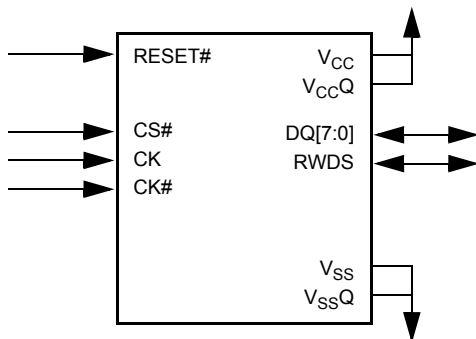 RESET#
CS#
CK
CK#
VCC
VCCQ
DQ[7:0]
RWDS
VSS
VSSQ